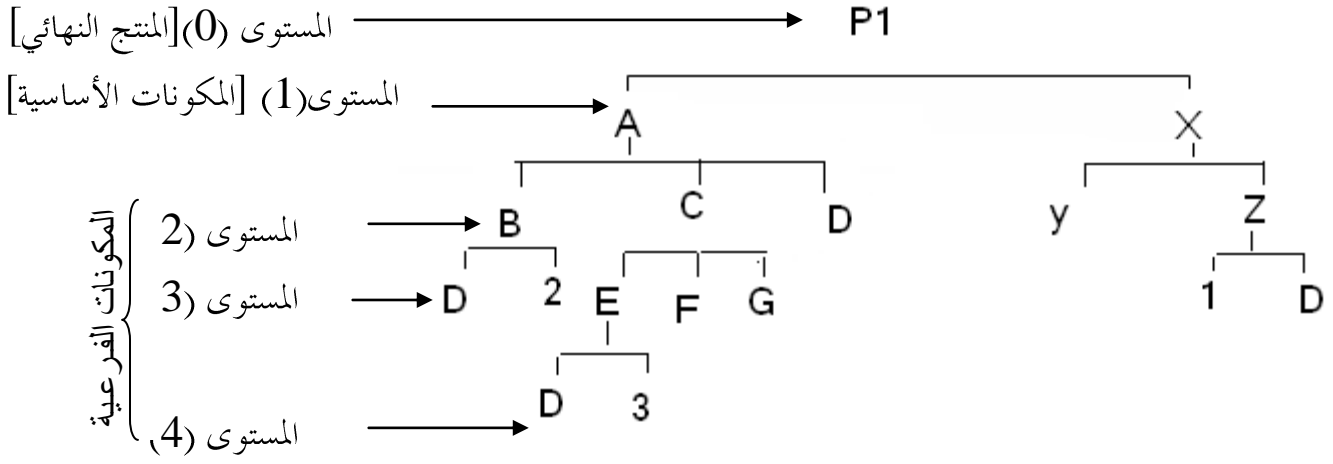 المستوى (0)[المنتج النهائي] P1
المستوى(1) [المكونات الأساسية] A X
المكونات الفرعية
المستوى (2 B C D y Z
المستوى (3 D 2 E F G 1 D
المستوى (4) D 3